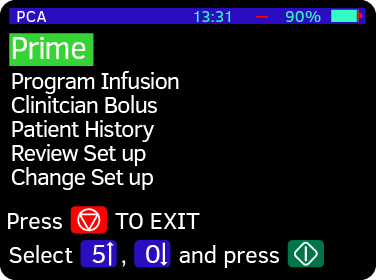 PCA 13:31 90%
Prime
Program Infusion
Clinitcian Bolus
Patient History
Review Set up
Change Set up
Press TO EXIT
Select 5↑, 0↓ and press